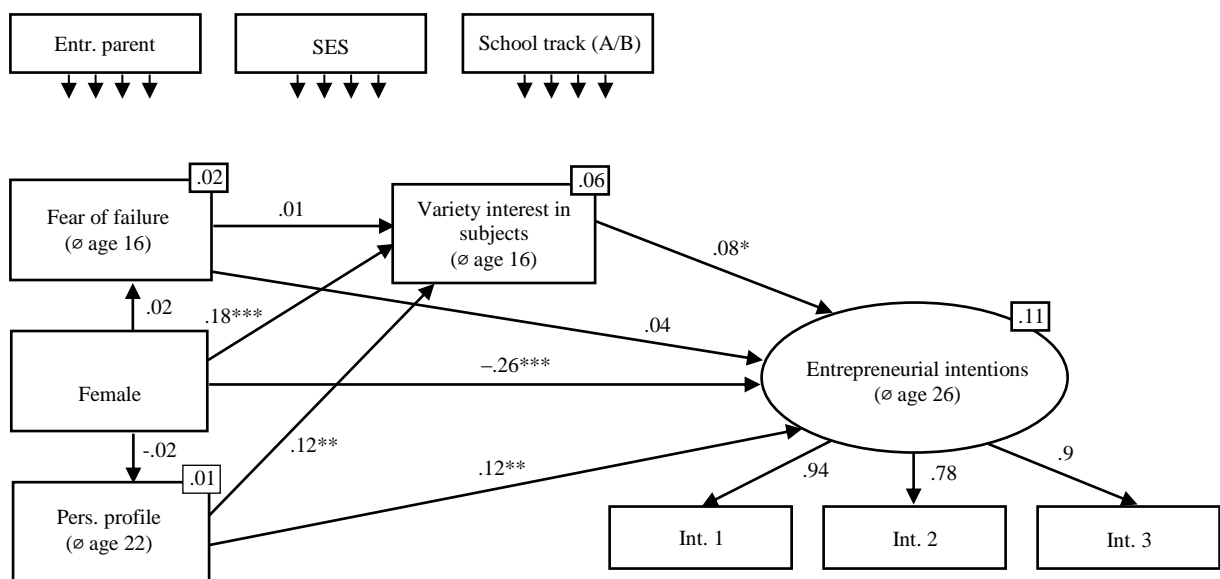 Entr. parent
SES
School track (A/B)
.02
Fear of failure
(⌀ age 16)
.01
.06
Variety interest in
subjects
(⌀ age 16)
.08*
.02
.18***
.04
.11
Female
–.26***
Entrepreneurial intentions
(⌀ age 26)
-.02
.12**
.12**
.01
Pers. profile
(⌀ age 22)
.94
.78
.9
Int. 1
Int. 2
Int. 3